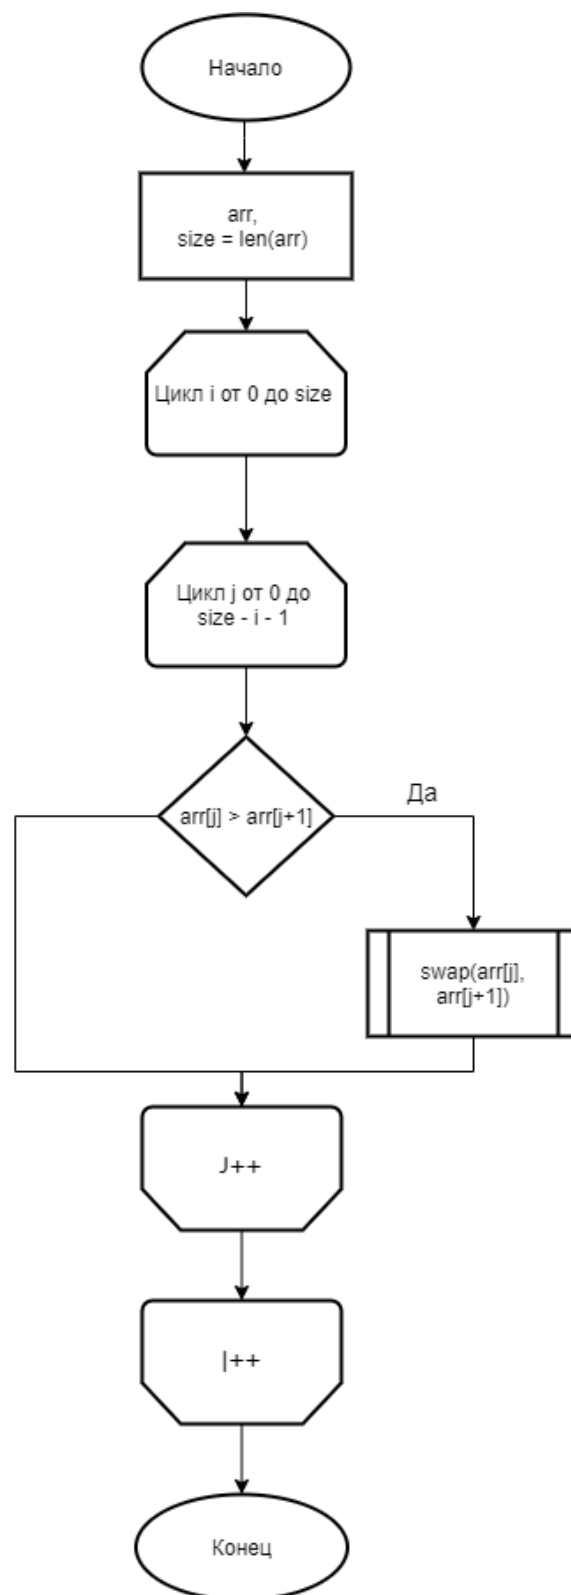 Начало
arr,
size = len(arr)
Цикл i от 0 до size
Цикл j от 0 до
size - i - 1
arr[j] > arr[j+1]
Да
swap(arr[j],
arr[j+1])
J++
I++
Конец